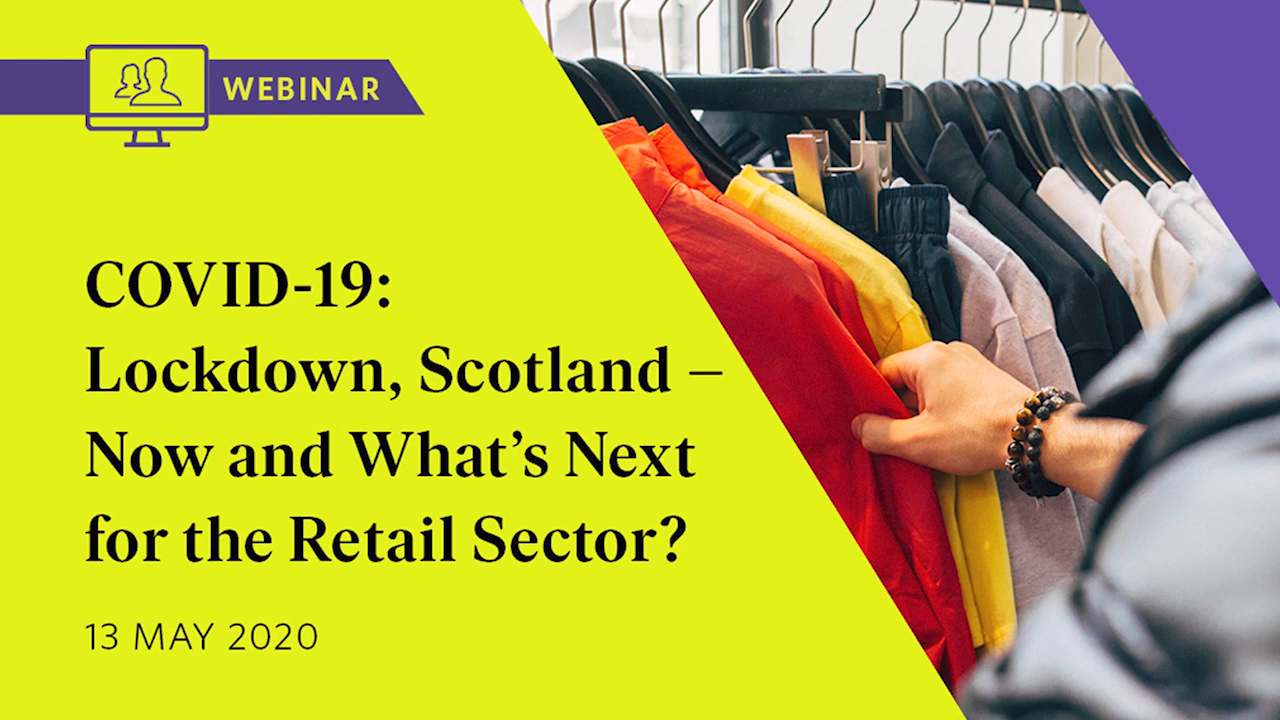 WEBINAR
COVID-19:
Lockdown, Scotland –
Now and What’s Next
for the Retail Sector?
13 MAY 2020